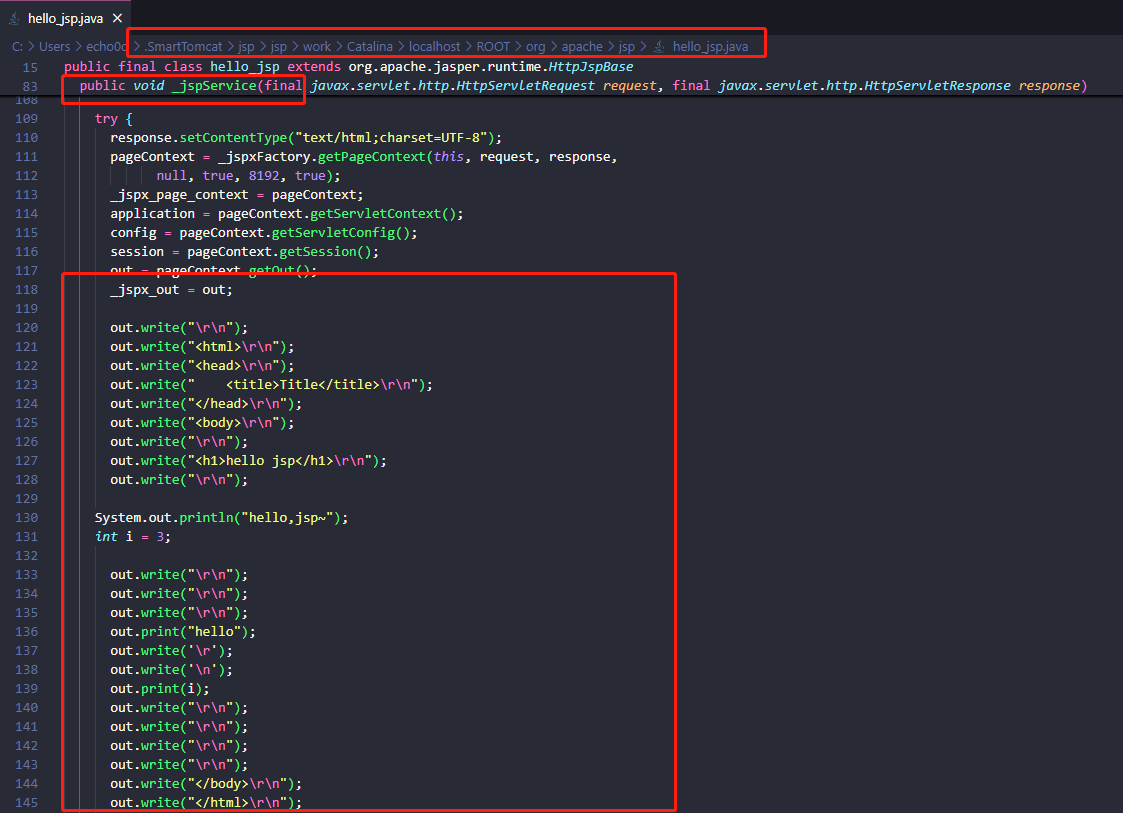 hello_jsp.java ×
C: > Users > echo0d > .SmartTomcat > jsp > jsp > work > Catalina > localhost > ROOT > org > apache > jsp > hello_jsp.java
15 public final class hello_jsp extends org.apache.jasper.runtime.HttpJspBase
83 public void _jspService(final javax.servlet.http.HttpServletRequest request, final javax.servlet.http.HttpServletResponse response)
108
109 try {
110 response.setContentType("text/html;charset=UTF-8");
111 pageContext = _jspxFactory.getPageContext(this, request, response,
112 null, true, 8192, true);
113 _jspx_page_context = pageContext;
114 application = pageContext.getServletContext();
115 config = pageContext.getServletConfig();
116 session = pageContext.getSession();
117 out = pageContext.getOut();
118 _jspx_out = out;
119
120 out.write("\r\n");
121 out.write("<html>\r\n");
122 out.write("<head>\r\n");
123 out.write("    <title>Title</title>\r\n");
124 out.write("</head>\r\n");
125 out.write("<body>\r\n");
126 out.write("\r\n");
127 out.write("<h1>hello jsp</h1>\r\n");
128 out.write("\r\n");
129
130 System.out.println("hello,jsp~");
131 int i = 3;
132
133 out.write("\r\n");
134 out.write("\r\n");
135 out.write("\r\n");
136 out.print("hello");
137 out.write('\r');
138 out.write('\n');
139 out.print(i);
140 out.write("\r\n");
141 out.write("\r\n");
142 out.write("\r\n");
143 out.write("\r\n");
144 out.write("</body>\r\n");
145 out.write("</html>\r\n");